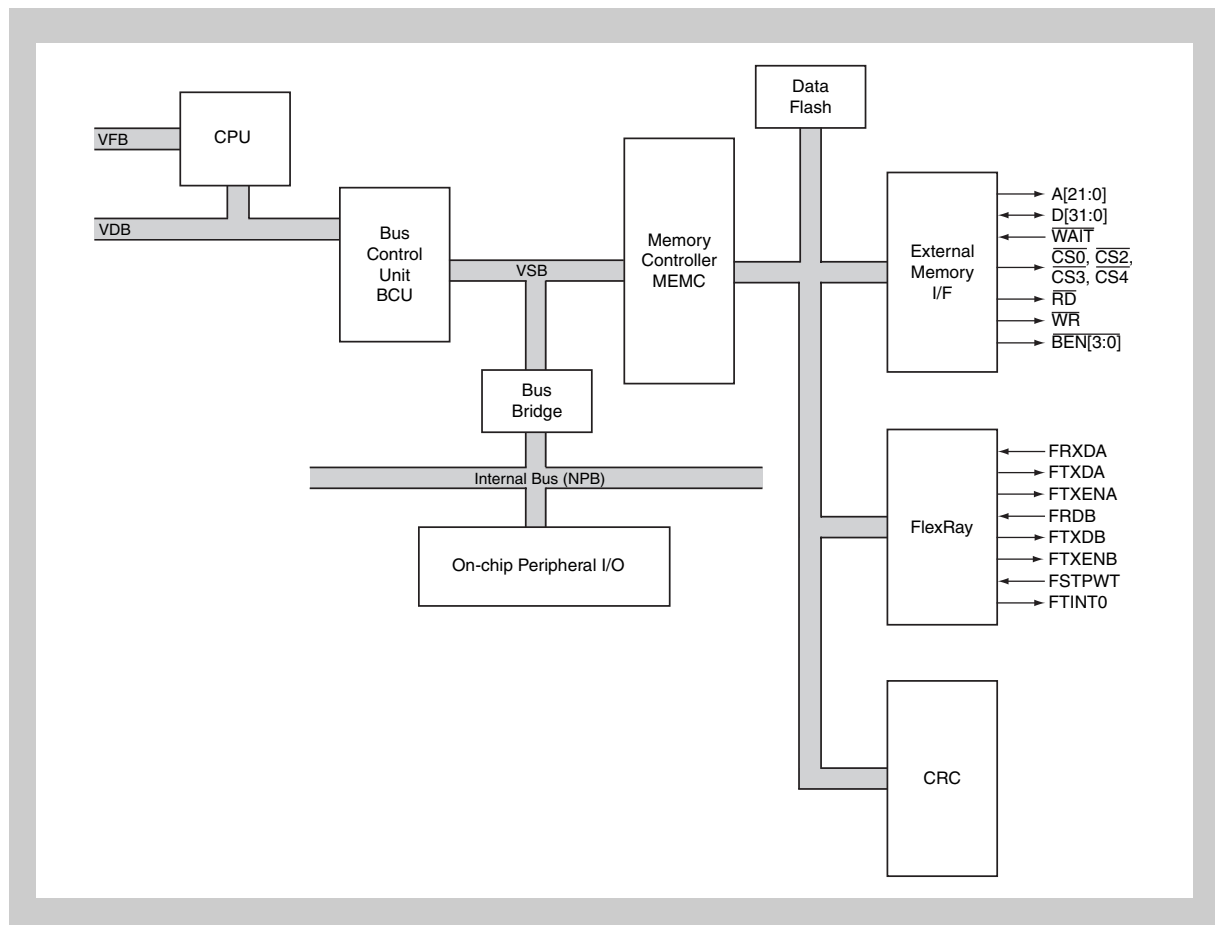 Data
Flash
CPU
VFB
VDB
Bus
Control
Unit
BCU
VSB
Memory
Controller
MEMC
External
Memory
I/F
A[21:0]
D[31:0]
WAIT
CS0, CS2,
CS3, CS4
RD
WR
BEN[3:0]
Bus
Bridge
Internal Bus (NPB)
On-chip Peripheral I/O
FlexRay
FRXDA
FTXDA
FTXENA
FRDB
FTXDB
FTXENB
FSTPWT
FTINT0
CRC